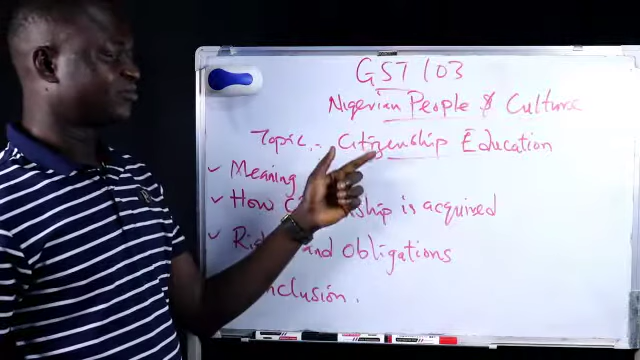 GST 103
Nigerian People & Culture
Topic:- Citizenship Education
Meaning
How is acquired
and Obligations